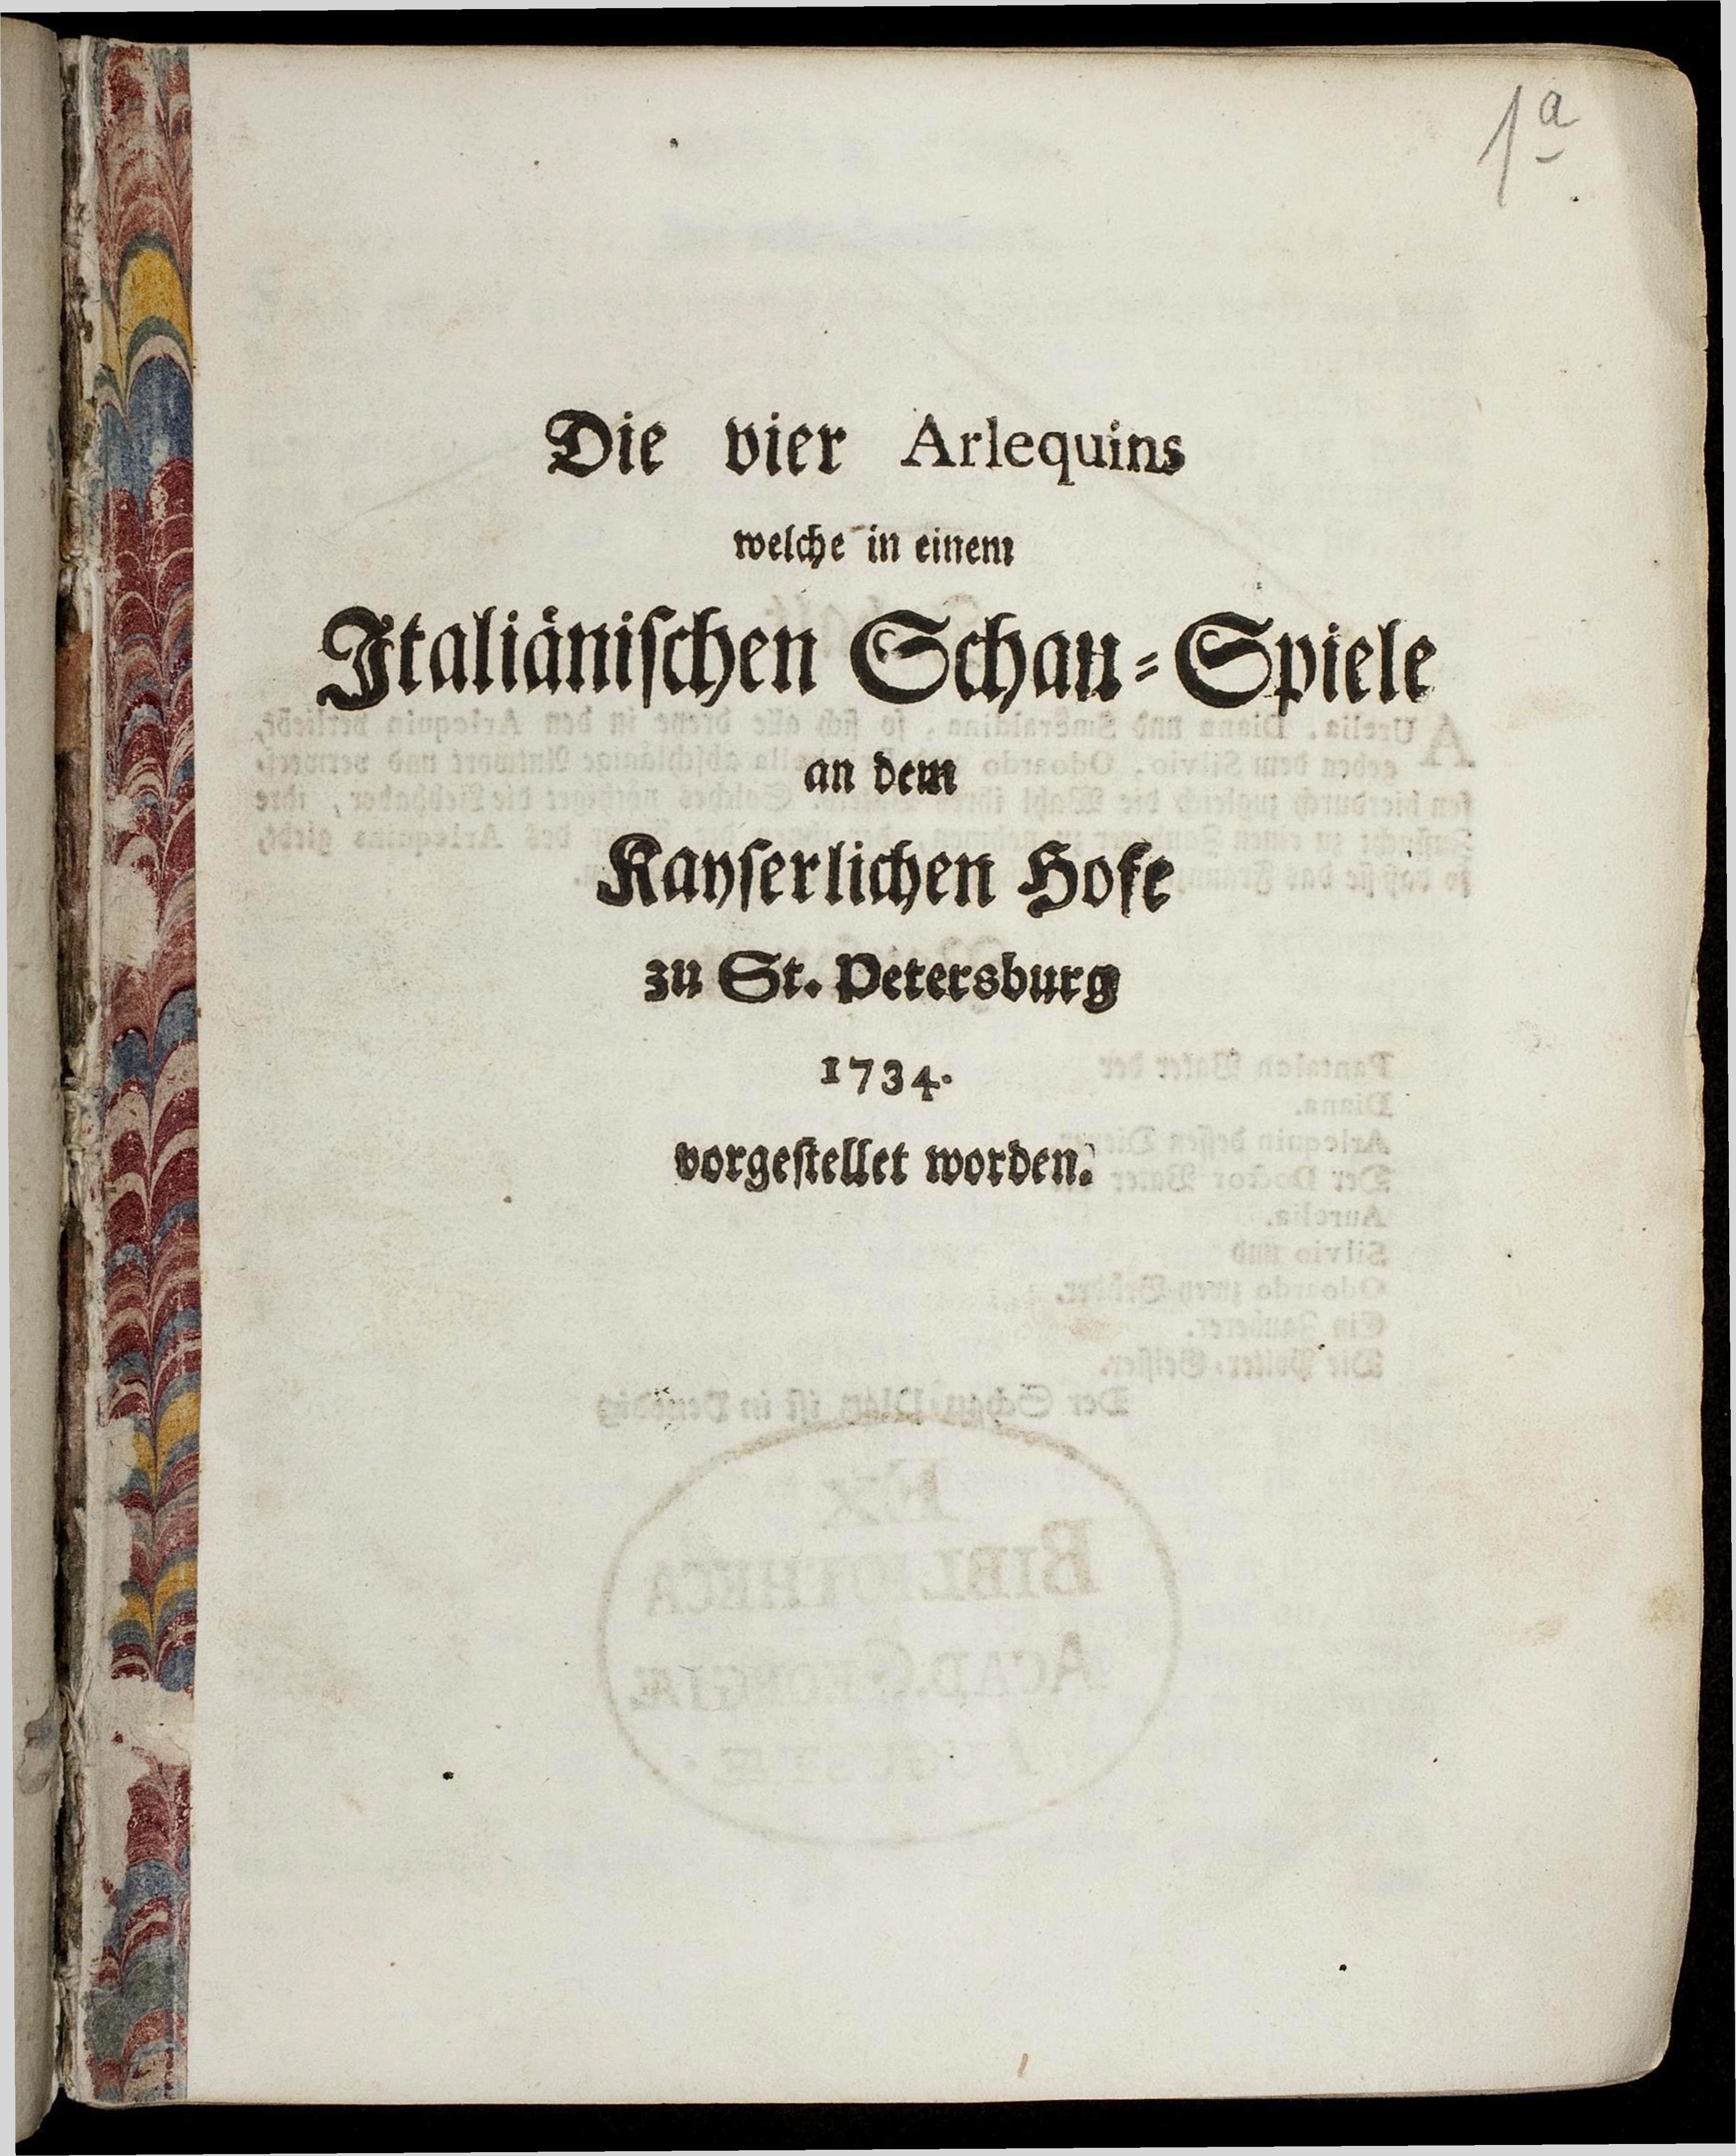 1a
Die vier Arlequins
welche in einem
Italiänischen Schau-Spiele
an dem
Kayserlichen Hofe
zu St. Petersburg
1734.
vorgestellet worden.